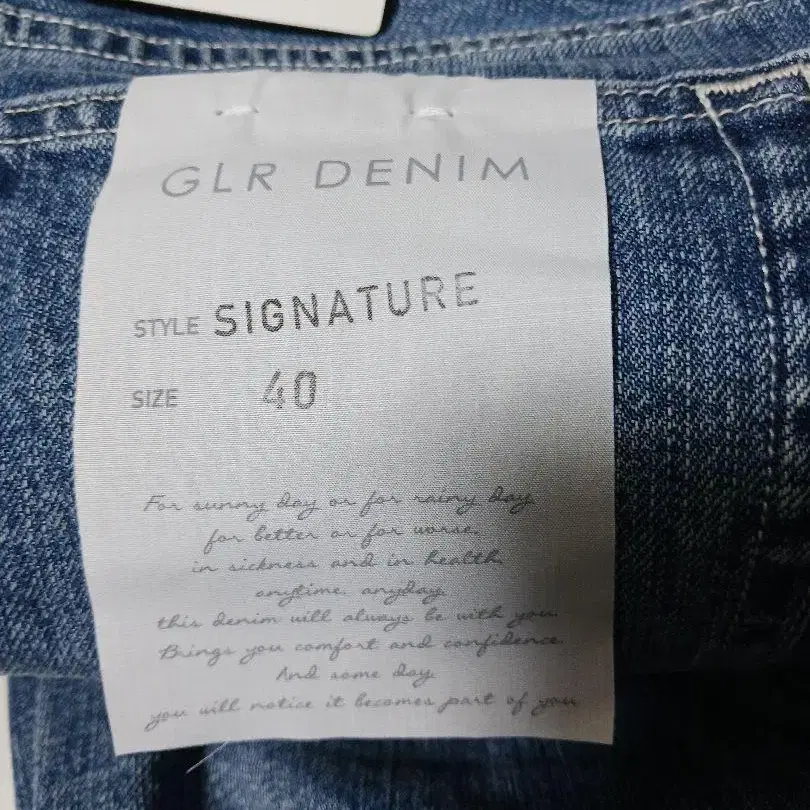 GLR DENIM
STYLE SIGNATURE
SIZE 40
For sunny day or for rainy day
for better or for worse,
in sickness and in health,
anytime, anyday,
this denim will always be with you.
Brings you comfort and confidence.
And some day,
you will notice it becomes part of you